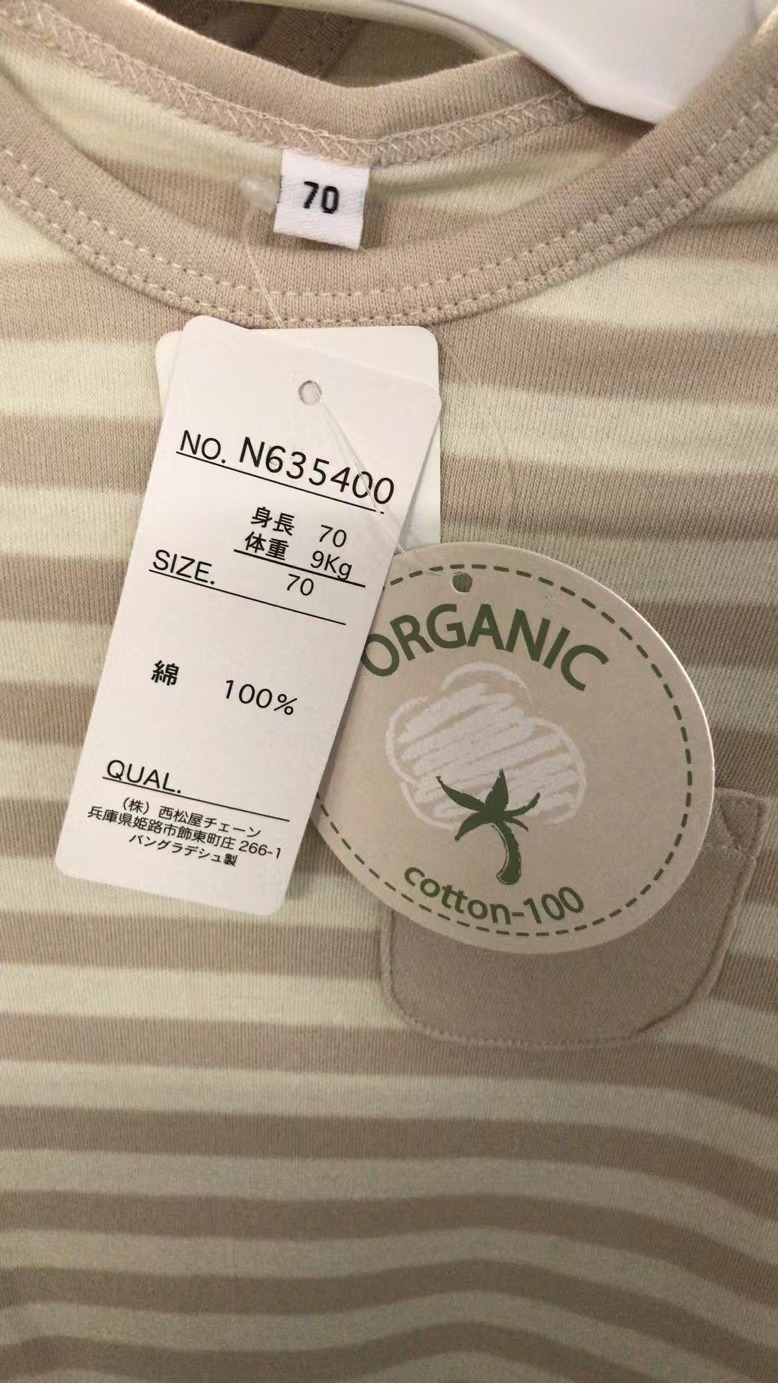 70
NO. N635400
身長 70
体重 9Kg
SIZE. 70
綿 100%
QUAL.
(株)西松屋チェーン
兵庫県姫路市飾東町庄 266-1
バングラデシュ製
ORGANIC
cotton-100